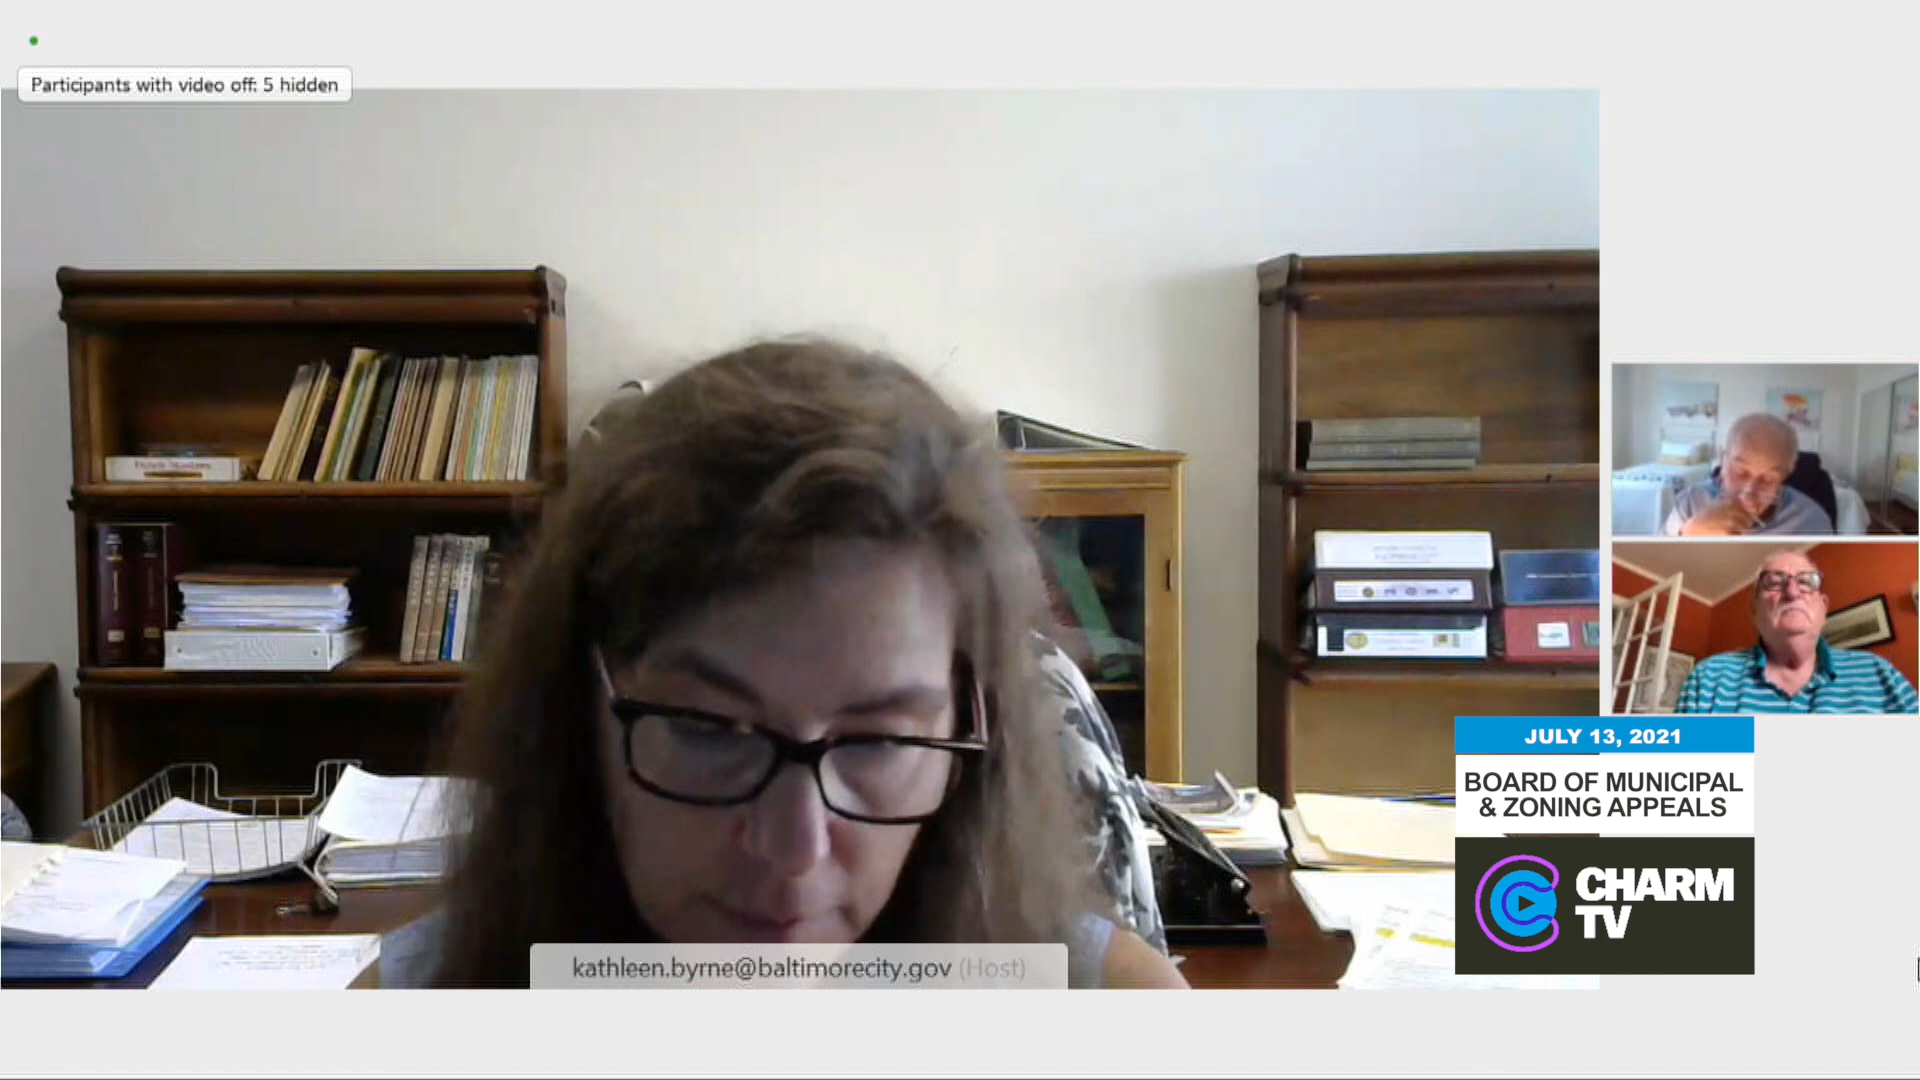 Participants with video off: 5 hidden
JULY 13, 2021
BOARD OF MUNICIPAL
& ZONING APPEALS
CHARM
TV
kathleen.byrne@baltimorecity.gov (Host)